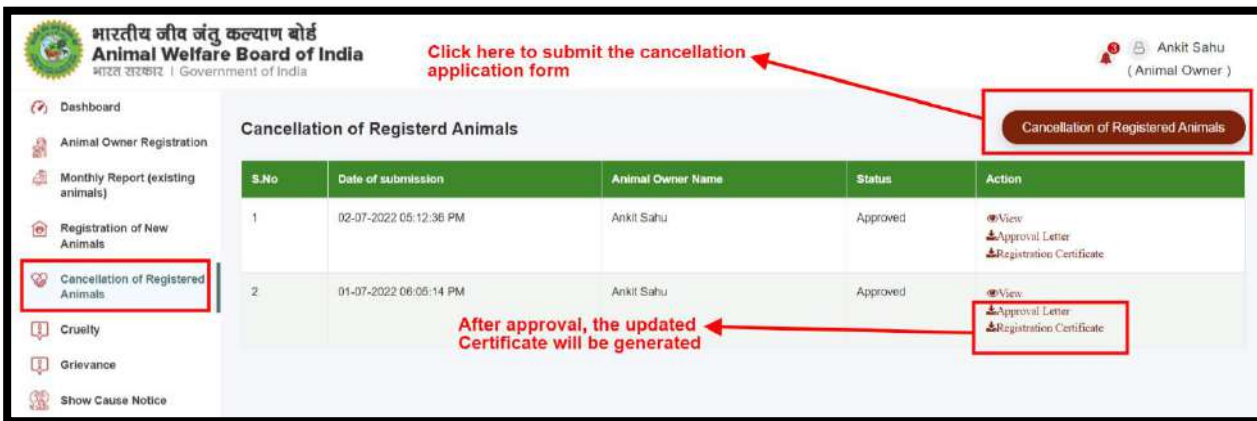 भारतीय जीव जंतु कल्याण बोर्ड
Animal Welfare Board of India
भारत सरकार | Government of India
Click here to submit the cancellation
application form
3
Ankit Sahu
( Animal Owner )
Dashboard
Animal Owner Registration
Monthly Report (existing
animals)
Registration of New
Animals
Cancellation of Registered
Animals
Cruelty
Grievance
Show Cause Notice
Cancellation of Registerd Animals
Cancellation of Registered Animals
S.No Date of submission Animal Owner Name Status Action
1 02-07-2022 05:12:36 PM Ankit Sahu Approved View
Approval Letter
Registration Certificate
2 01-07-2022 06:05:14 PM Ankit Sahu Approved View
Approval Letter
Registration Certificate
After approval, the updated
Certificate will be generated